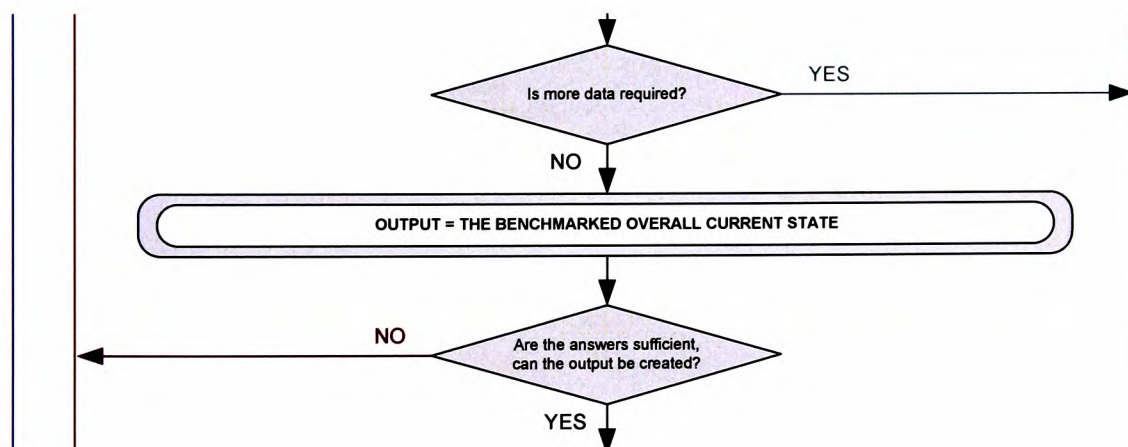 Is more data required?
YES
NO
OUTPUT = THE BENCHMARKED OVERALL CURRENT STATE
NO
Are the answers sufficient,
can the output be created?
YES